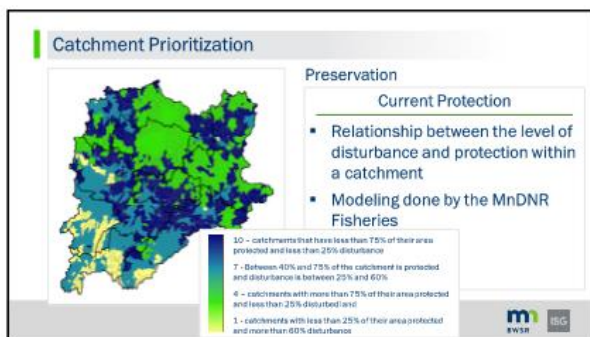 Catchment Prioritization
Preservation
Current Protection
▪ Relationship between the level of
disturbance and protection within
a catchment
▪ Modeling done by the MnDNR
Fisheries
10 – catchments that have less than 75% of their area
protected and less than 25% disturbance
7 - Between 40% and 75% of the catchment is protected
and disturbance is between 25% and 60%
4 – catchments with more than 75% of their area protected
and less than 25% disturbed and
1 - catchments with less than 25% of their area protected
and more than 60% disturbance
mn
BWSR
ISG